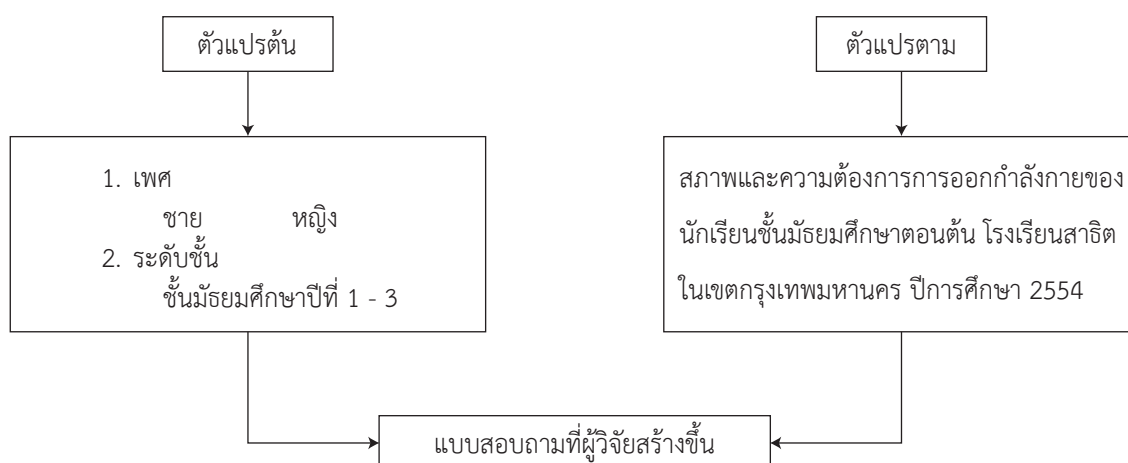 ตัวแปรต้น
ตัวแปรตาม
1. เพศ
ชาย หญิง
2. ระดับชั้น
ชั้นมัธยมศึกษาปีที่ 1 - 3
สภาพและความต้องการการออกกำลังกายของ
นักเรียนชั้นมัธยมศึกษาตอนต้น โรงเรียนสาธิต
ในเขตกรุงเทพมหานคร ปีการศึกษา 2554
แบบสอบถามที่ผู้วิจัยสร้างขึ้น